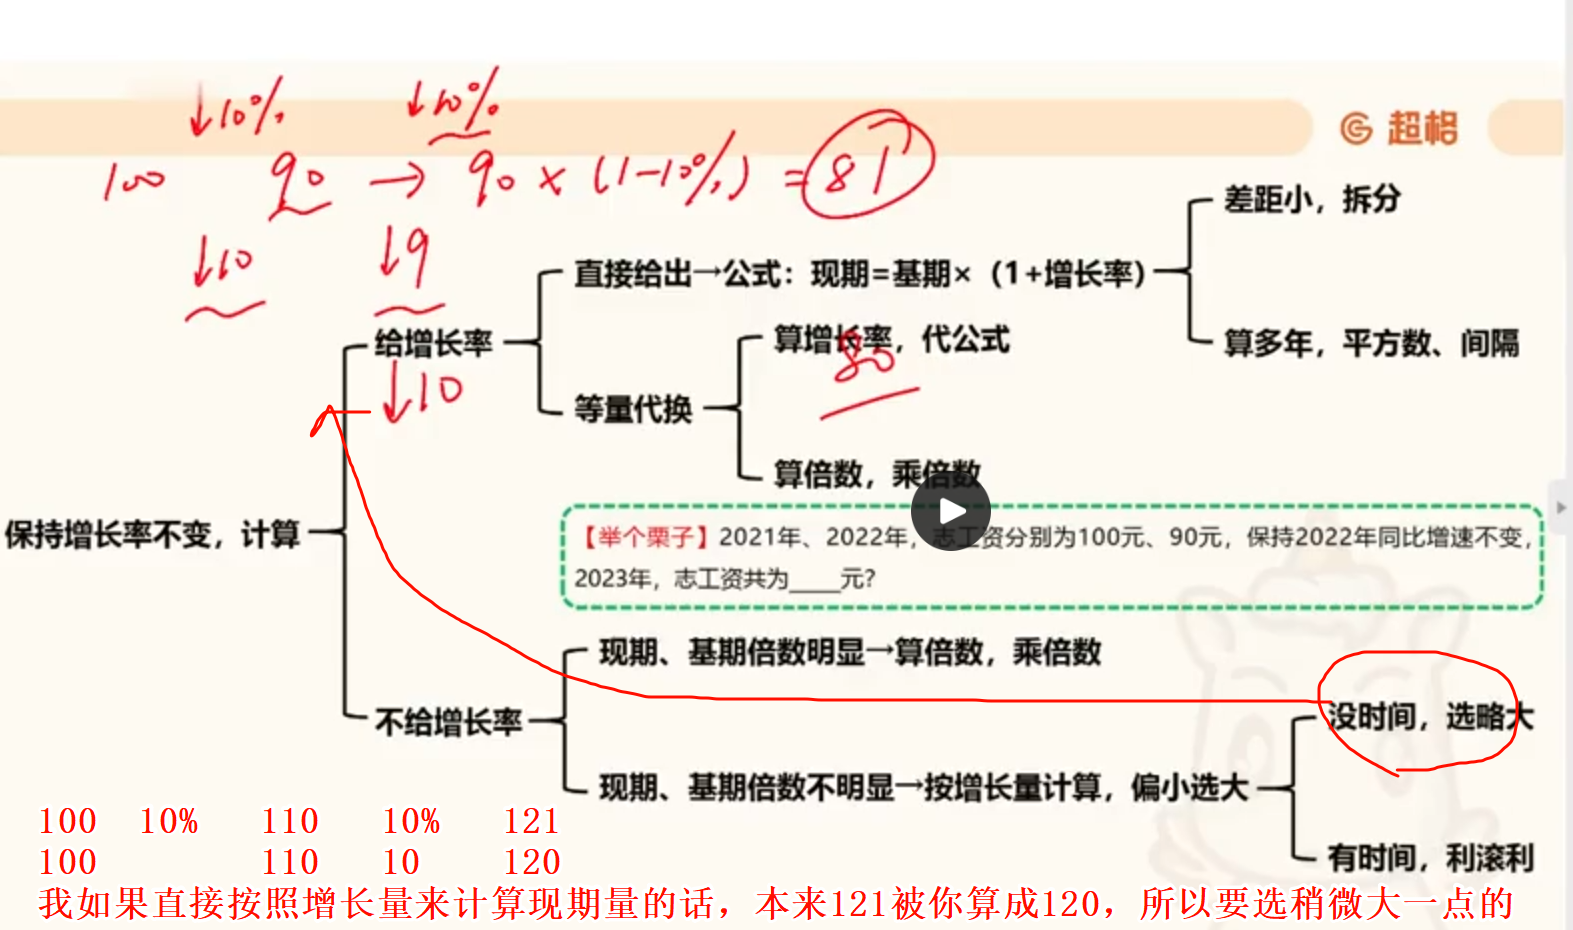 ↓10% ↓10%
超格
100 90 → 90×(1-10%) = 81
差距小，拆分
↓10 ↓9
直接给出→公式：现期=基期×（1+增长率）
给增长率
算增长率，代公式
算多年，平方数、间隔
80
↓10
等量代换
算倍数，乘倍数
保持增长率不变，计算
【举个栗子】2021年、2022年，志工资分别为100元、90元，保持2022年同比增速不变，
2023年，志工资共为____元?
现期、基期倍数明显→算倍数，乘倍数
不给增长率
没时间，选略大
现期、基期倍数不明显→按增长量计算，偏小选大
有时间，利滚利
100 10% 110 10% 121
100 110 10 120
我如果直接按照增长量来计算现期量的话，本来121被你算成120，所以要选稍微大一点的